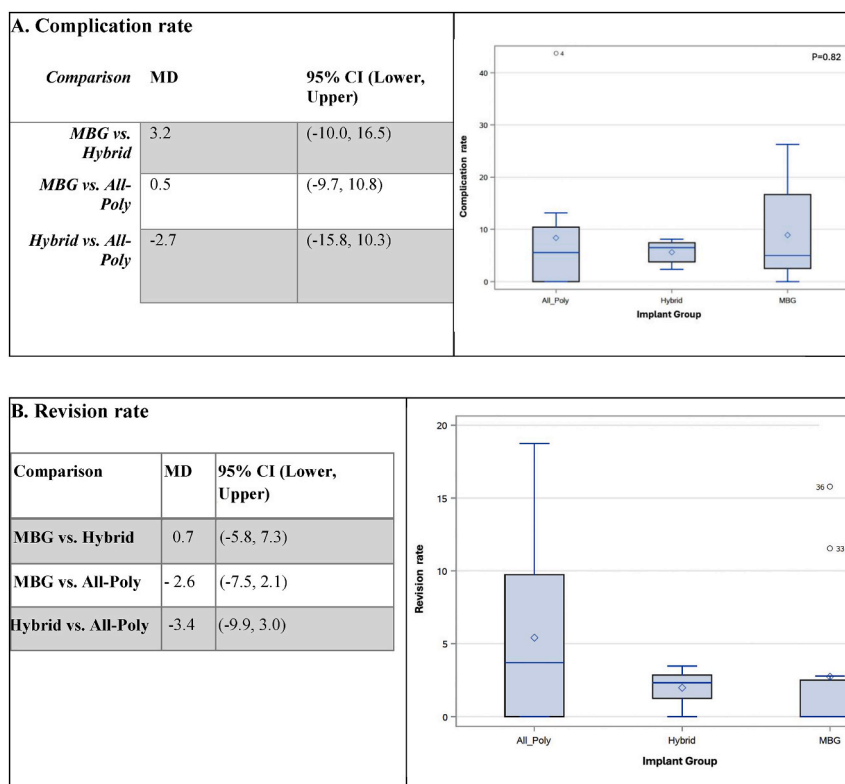 A. Complication rate
Comparison MD 95% CI (Lower,
Upper)
MBG vs. 3.2 (-10.0, 16.5)
Hybrid
MBG vs. All- 0.5 (-9.7, 10.8)
Poly
Hybrid vs. All- -2.7 (-15.8, 10.3)
Poly
P=0.82
4
Complication rate
40
30
20
10
0
All_Poly Hybrid MBG
Implant Group
B. Revision rate
Comparison MD 95% CI (Lower,
Upper)
MBG vs. Hybrid 0.7 (-5.8, 7.3)
MBG vs. All-Poly - 2.6 (-7.5, 2.1)
Hybrid vs. All-Poly -3.4 (-9.9, 3.0)
Revision rate
20
15
10
5
0
36
33
All_Poly Hybrid MBG
Implant Group